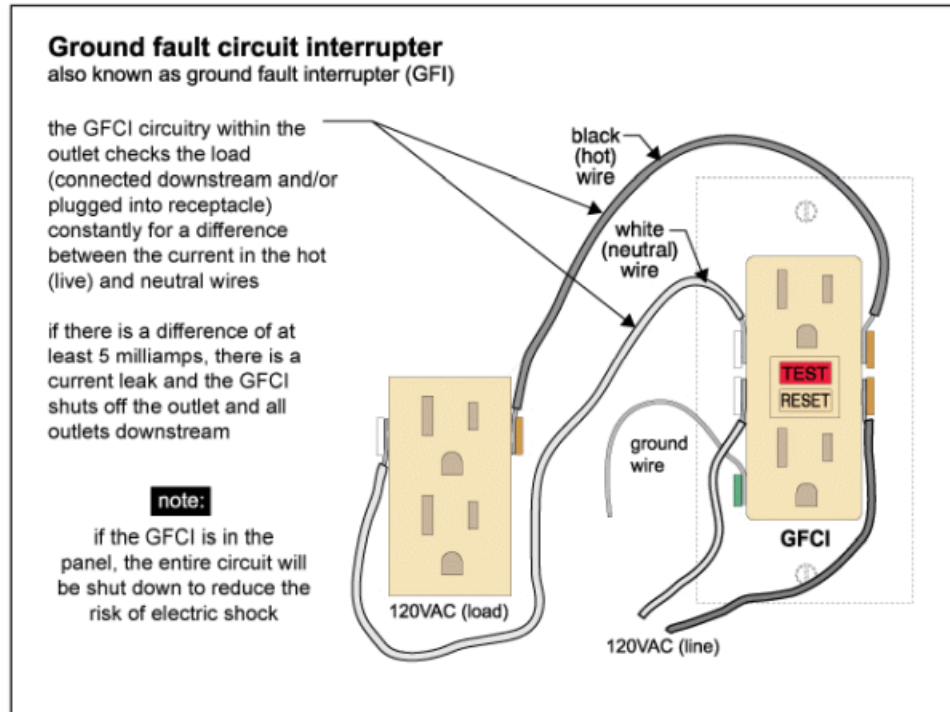 Ground fault circuit interrupter
also known as ground fault interrupter (GFI)
the GFCI circuitry within the
outlet checks the load
(connected downstream and/or
plugged into receptacle)
constantly for a difference
between the current in the hot
(live) and neutral wires
if there is a difference of at
least 5 milliamps, there is a
current leak and the GFCI
shuts off the outlet and all
outlets downstream
note:
if the GFCI is in the
panel, the entire circuit will
be shut down to reduce the
risk of electric shock
black
(hot)
wire
white
(neutral)
wire
TEST
RESET
ground
wire
GFCI
120VAC (load)
120VAC (line)